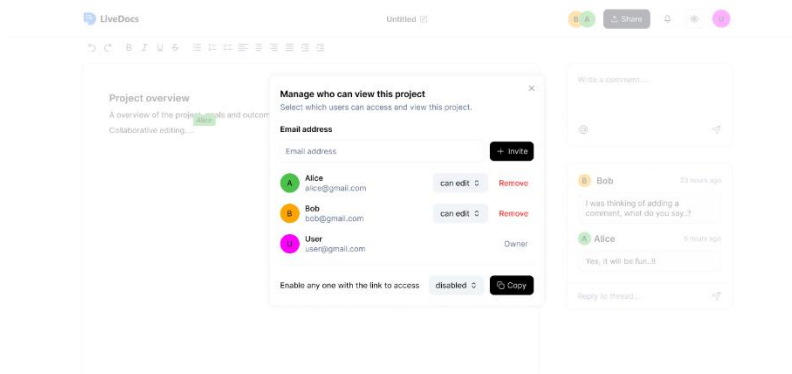 LiveDocs
Untitled
B A
Share
U
B I U S
Project overview
A overview of the project, goals and outcom
Alice
Collaborative editing....
Manage who can view this project
Select which users can access and view this project.
Email address
Email address
+ Invite
A
Alice
alice@gmail.com
can edit
Remove
B
Bob
bob@gmail.com
can edit
Remove
U
User
user@gmail.com
Owner
Enable any one with the link to access
disabled
Copy
Write a comment....
@
B Bob
23 hours ago
I was thinking of adding a
comment, what do you say..?
A Alice
6 hours ago
Yes, it will be fun..!!
Reply to thread...